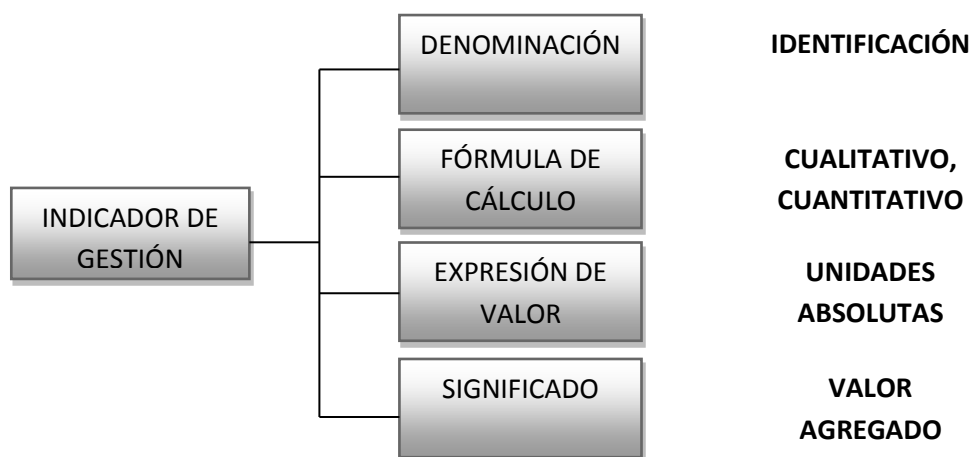 DENOMINACIÓN
IDENTIFICACIÓN
FÓRMULA DE
CÁLCULO
CUALITATIVO,
CUANTITATIVO
INDICADOR DE
GESTIÓN
EXPRESIÓN DE
VALOR
UNIDADES
ABSOLUTAS
SIGNIFICADO
VALOR
AGREGADO